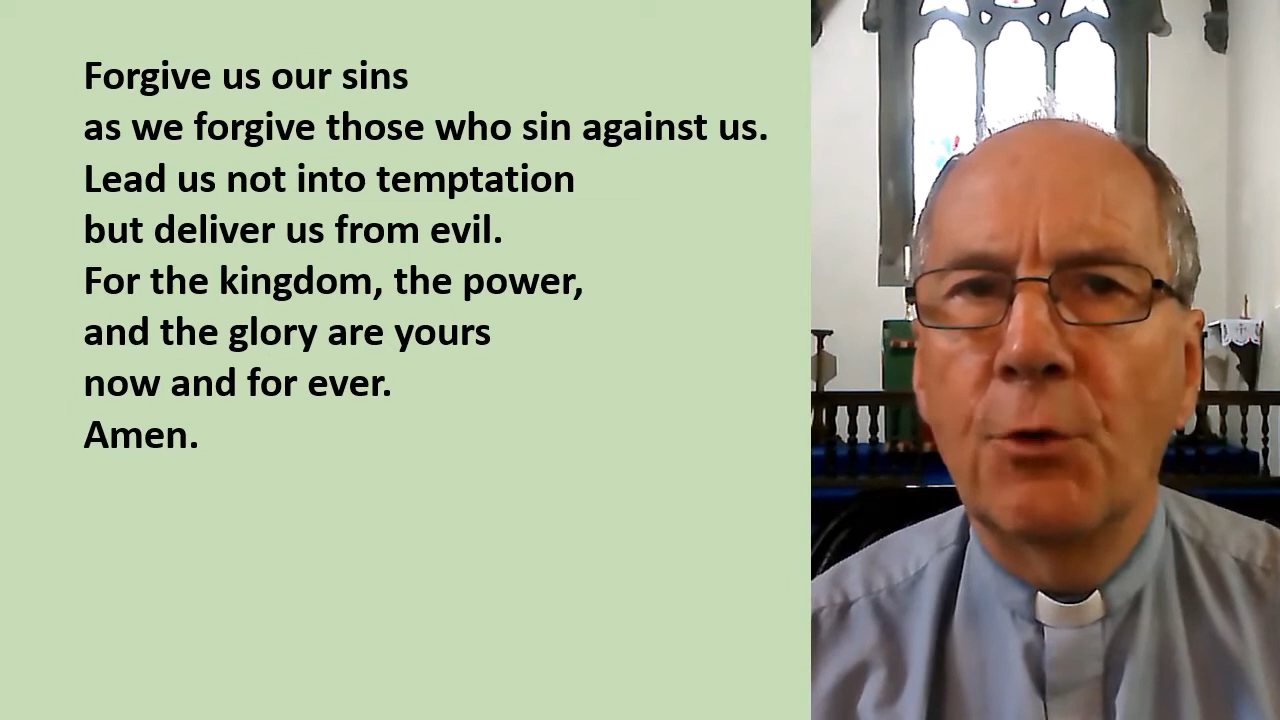 Forgive us our sins
as we forgive those who sin against us.
Lead us not into temptation
but deliver us from evil.
For the kingdom, the power,
and the glory are yours
now and for ever.
Amen.